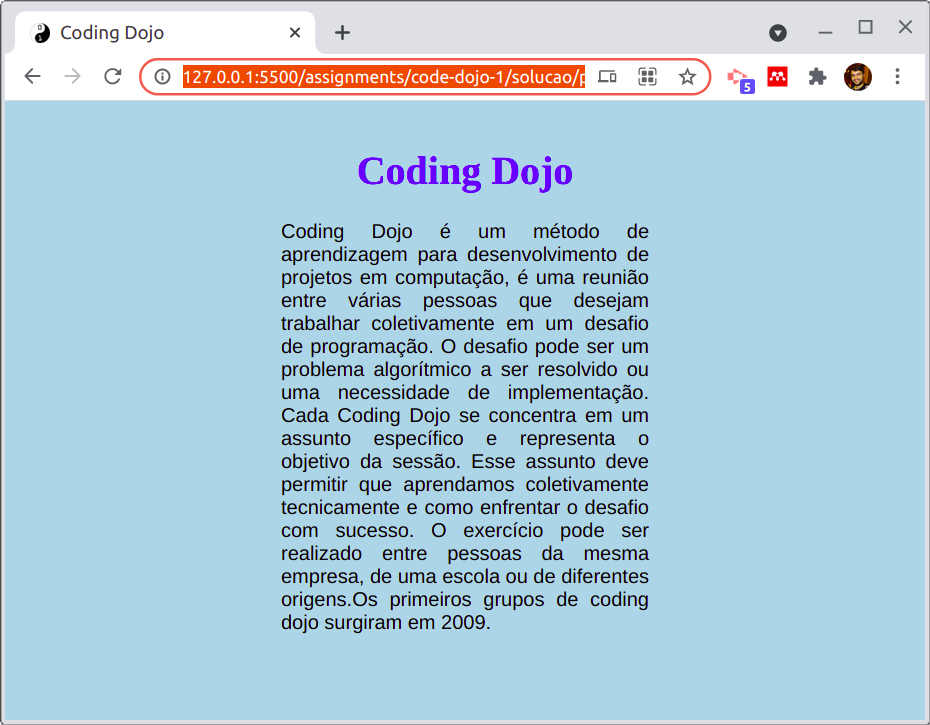 Coding Dojo
127.0.0.1:5500/assignments/code-dojo-1/solucao/p
5
Coding Dojo
Coding Dojo é um método de
aprendizagem para desenvolvimento de
projetos em computação, é uma reunião
entre várias pessoas que desejam
trabalhar coletivamente em um desafio
de programação. O desafio pode ser um
problema algorítmico a ser resolvido ou
uma necessidade de implementação.
Cada Coding Dojo se concentra em um
assunto específico e representa o
objetivo da sessão. Esse assunto deve
permitir que aprendamos coletivamente
tecnicamente e como enfrentar o desafio
com sucesso. O exercício pode ser
realizado entre pessoas da mesma
empresa, de uma escola ou de diferentes
origens.Os primeiros grupos de coding
dojo surgiram em 2009.